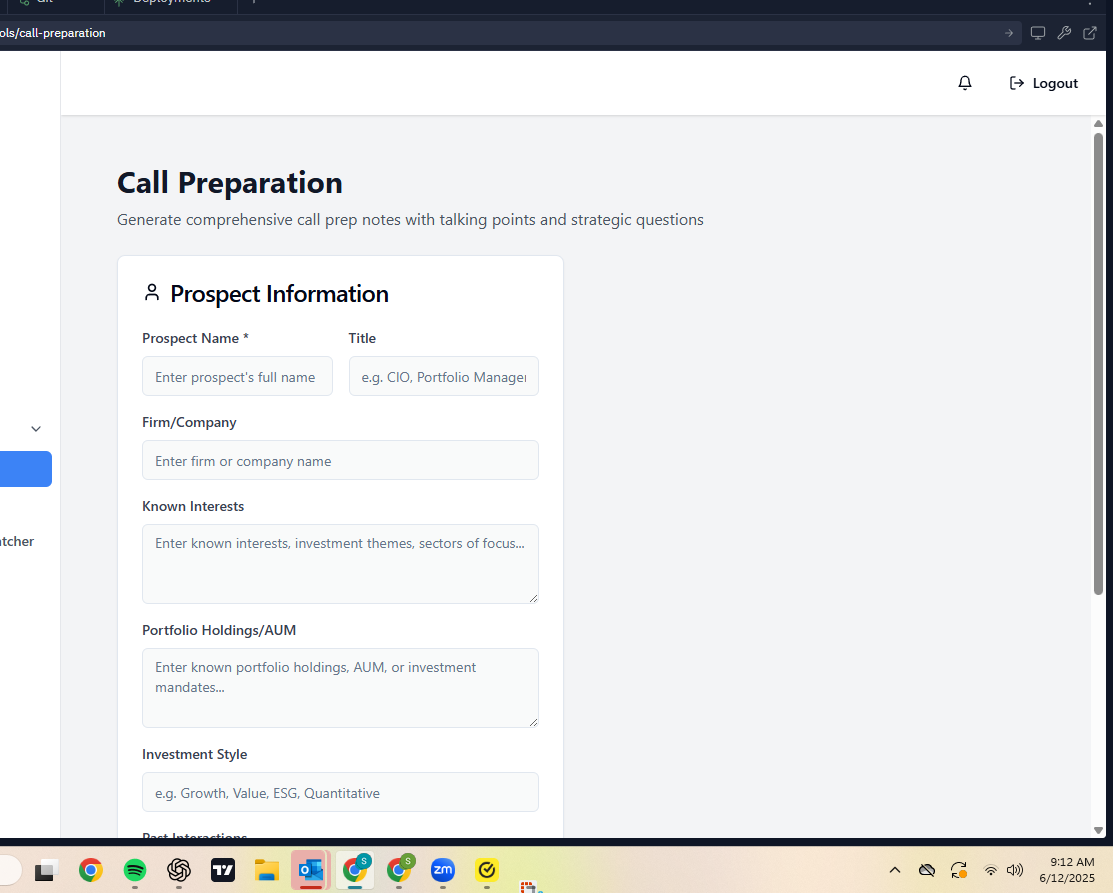 Git
Deployments
ols/call-preparation
Logout
Call Preparation
Generate comprehensive call prep notes with talking points and strategic questions
Prospect Information
Prospect Name *
Title
Enter prospect's full name
e.g. CIO, Portfolio Manager
Firm/Company
Enter firm or company name
Known Interests
Enter known interests, investment themes, sectors of focus...
atcher
Portfolio Holdings/AUM
Enter known portfolio holdings, AUM, or investment
mandates...
Investment Style
e.g. Growth, Value, ESG, Quantitative
Past Interactions
S
S
zm
9:12 AM
6/12/2025